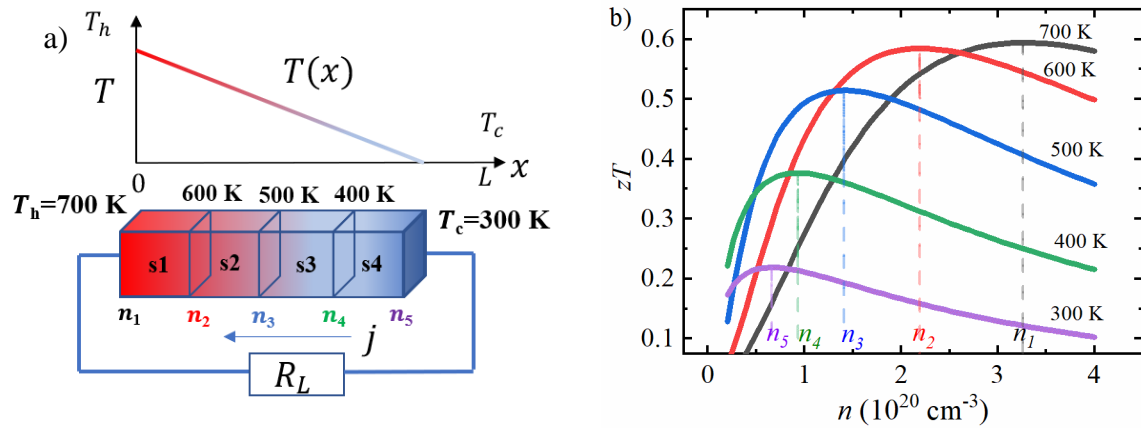 a)
T_h
T
T(x)
T_c
0
L
x
600 K 500 K 400 K
T_h=700 K
T_c=300 K
s1 s2 s3 s4
n_1 n_2 n_3 n_4 n_5
j
R_L
b)
zT
0.6
0.5
0.4
0.3
0.2
0.1
700 K
600 K
500 K
400 K
300 K
n_5 n_4 n_3 n_2 n_1
0 1 2 3 4
n (10^20 cm^-3)